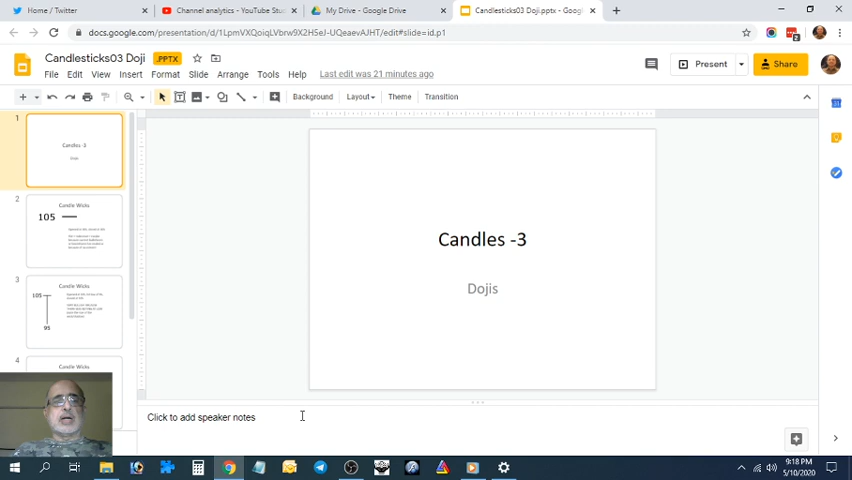 Home / Twitter
Channel analytics - YouTube Stu
My Drive - Google Drive
Candlesticks03 Doji.pptx - Goog
docs.google.com/presentation/d/1LpmVXQoiqLVbrw9X2H5eJ-UQeaevAJEH/edit#slide=id.p1
Candlesticks03 Doji .PPTX
File Edit View Insert Format Slide Arrange Tools Help Last edit was 21 minutes ago
Present
Share
Background Layout Theme Transition
1
Candles -3
Dojis
2
Candle Wicks
105
3
Candle Wicks
105
95
4
Candle Wicks
Candles -3
Dojis
Click to add speaker notes
9:18 PM
5/10/2020